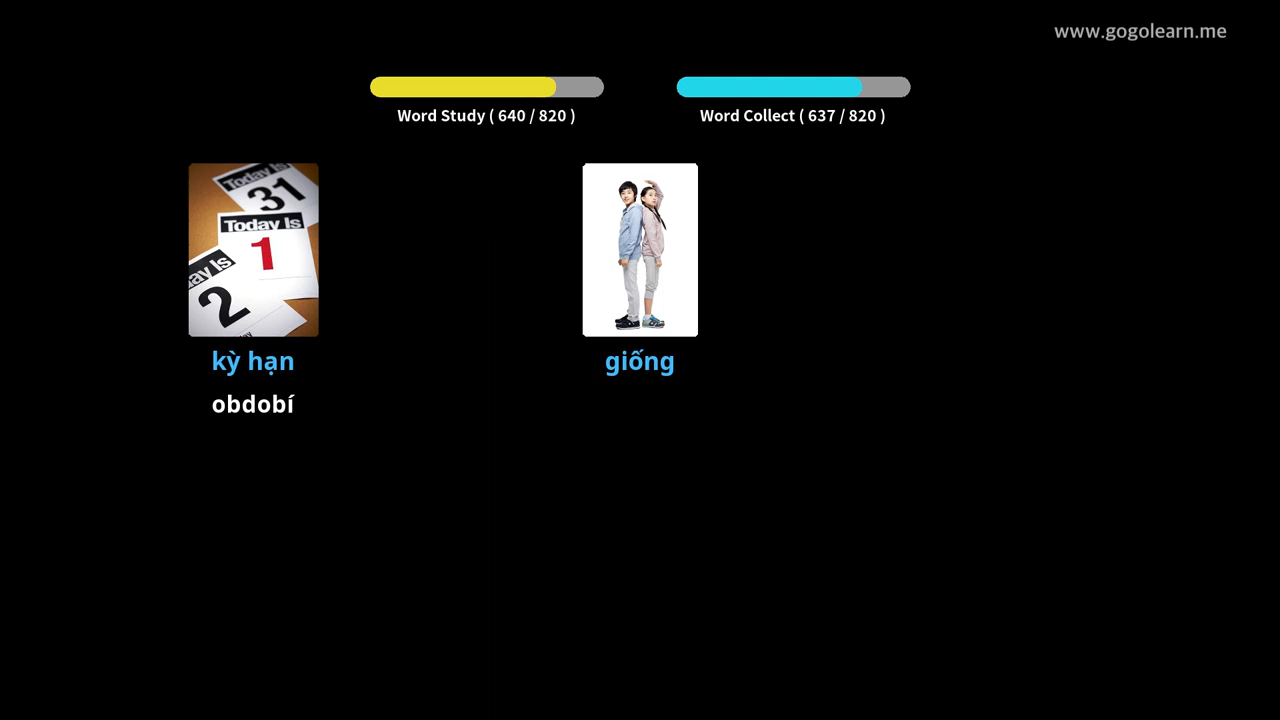 www.gogolearn.me
Word Study ( 640 / 820 )
Word Collect ( 637 / 820 )
Today Is
31
Today Is
1
ay Is
2
kỳ hạn
giống
období